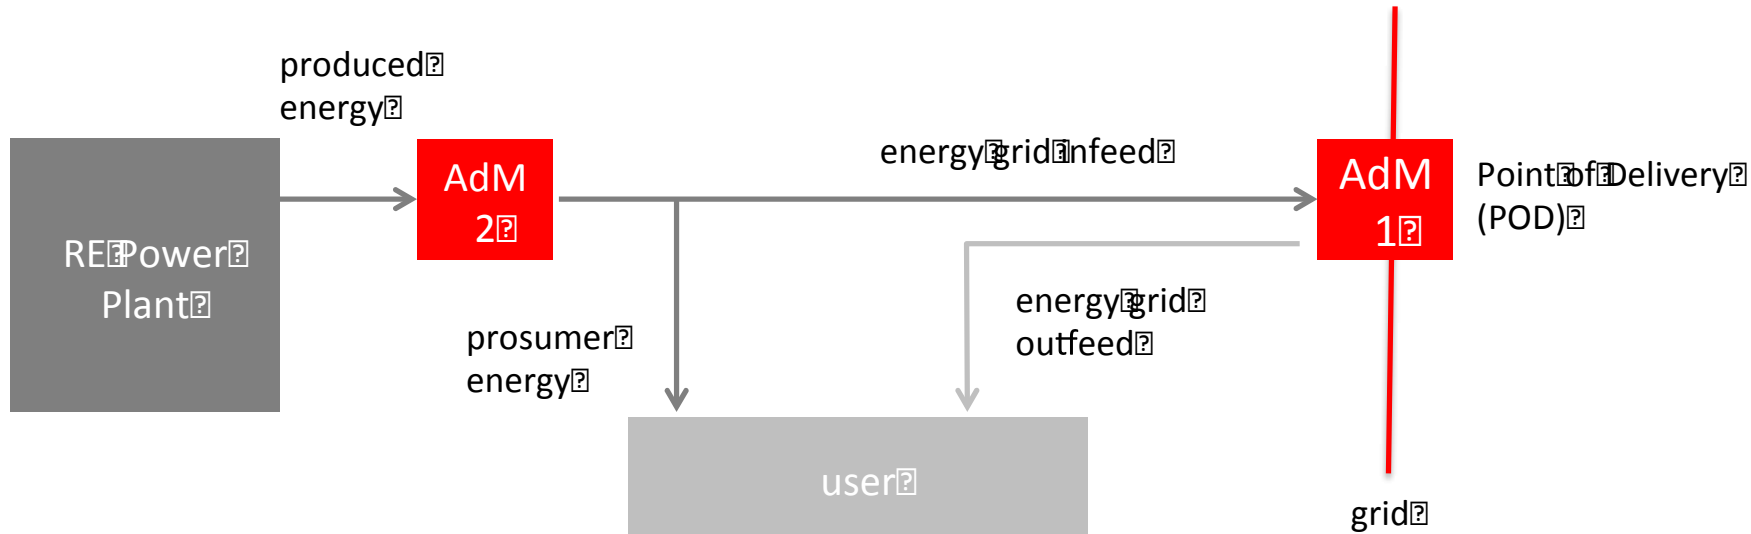 produced�
energy�
AdM
2�
energy�grid�infeed�
AdM
1�
Point�of�Delivery�
(POD)�
RE�Power�
Plant�
energy�grid�
outfeed�
prosumer�
energy�
user�
grid�